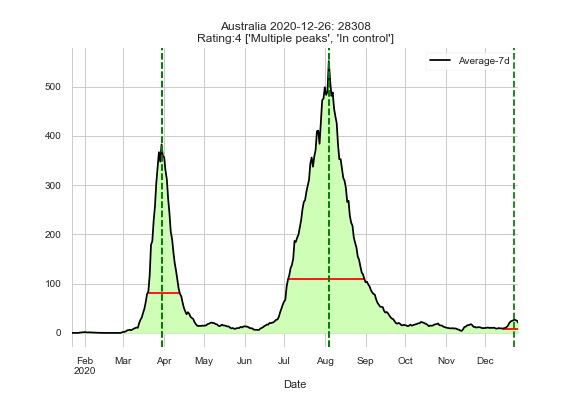 Australia 2020-12-26: 28308
Rating:4 ['Multiple peaks', 'In control']
Average-7d
500
400
300
200
100
0
Feb Mar Apr May Jun Jul Aug Sep Oct Nov Dec
2020
Date